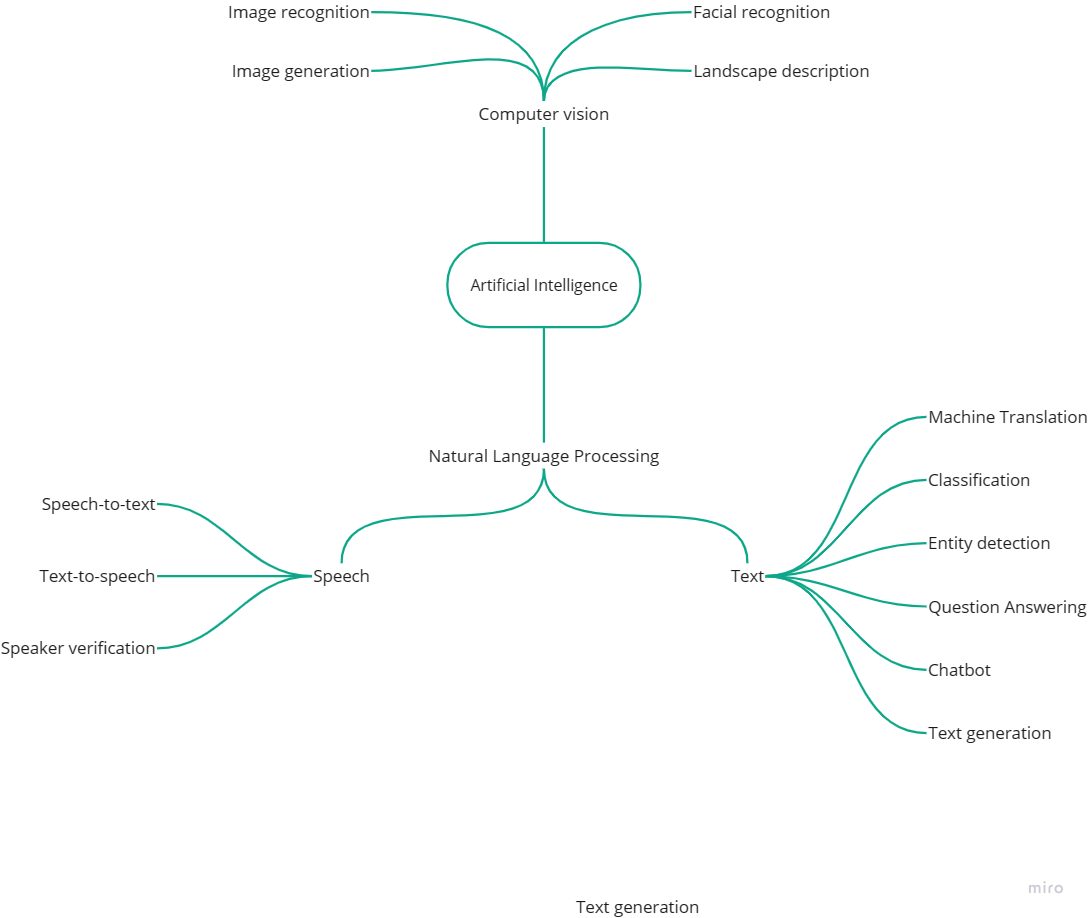 Image recognition
Facial recognition
Image generation
Landscape description
Computer vision
Artificial Intelligence
Natural Language Processing
Speech-to-text
Text-to-speech
Speaker verification
Speech
Text
Machine Translation
Classification
Entity detection
Question Answering
Chatbot
Text generation
miro
Text generation